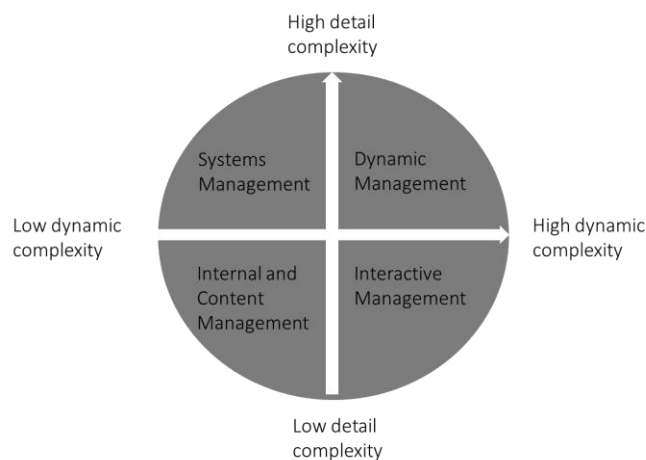 High detail
complexity
Systems
Management
Dynamic
Management
Low dynamic
complexity
High dynamic
complexity
Internal and
Content
Management
Interactive
Management
Low detail
complexity